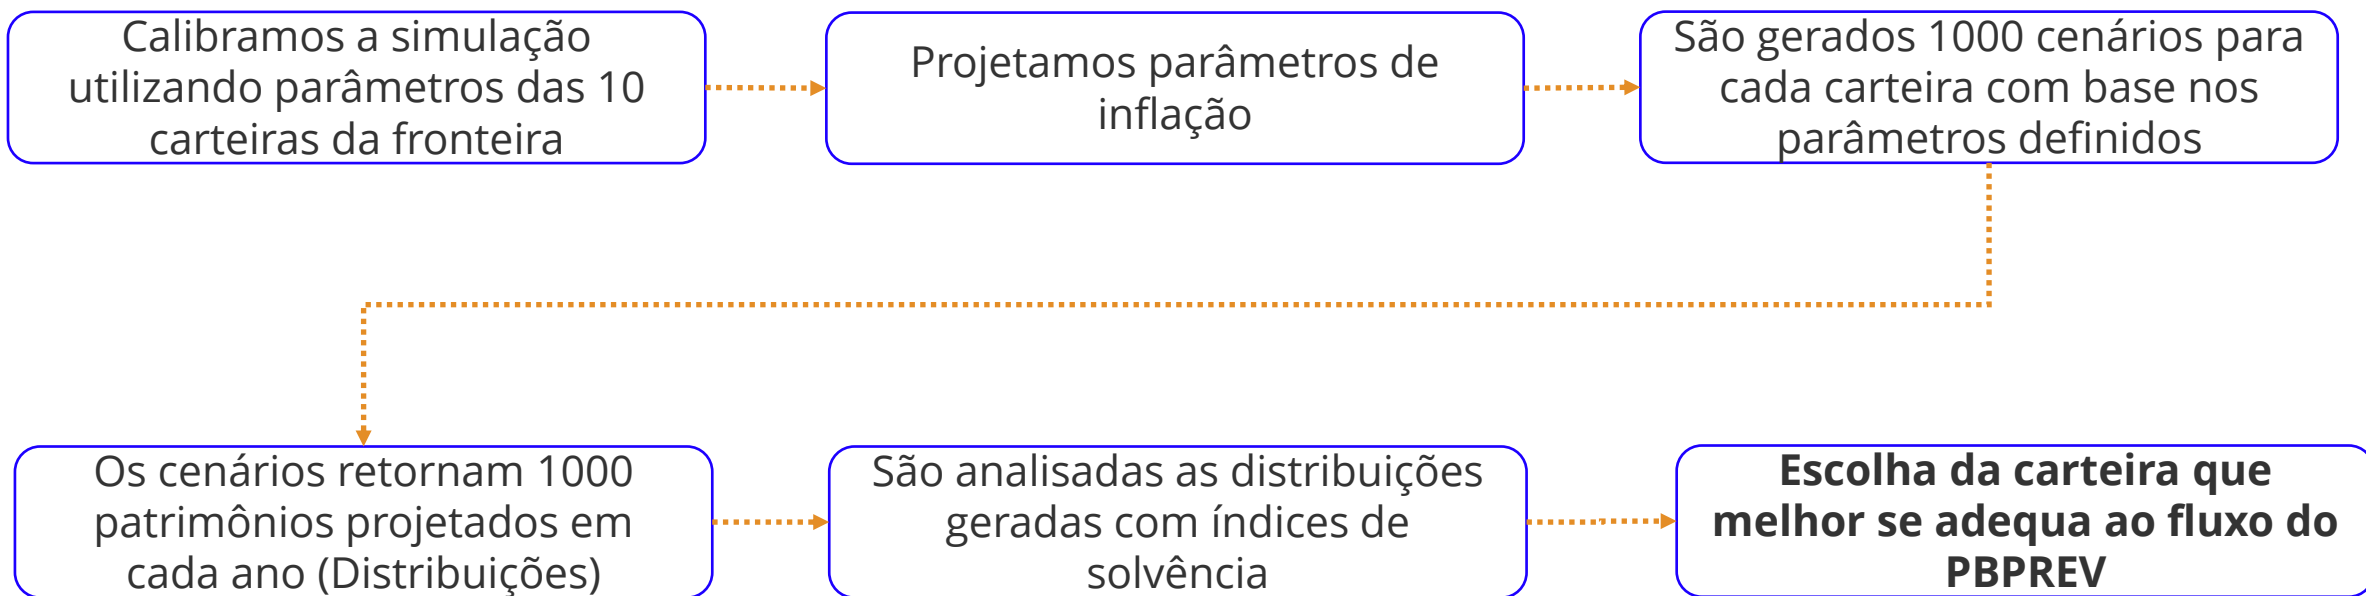 Calibramos a simulação
utilizando parâmetros das 10
carteiras da fronteira
Projetamos parâmetros de
inflação
São gerados 1000 cenários para
cada carteira com base nos
parâmetros definidos
Os cenários retornam 1000
patrimônios projetados em
cada ano (Distribuições)
São analisadas as distribuições
geradas com índices de
solvência
Escolha da carteira que
melhor se adequa ao fluxo do
PBPREV